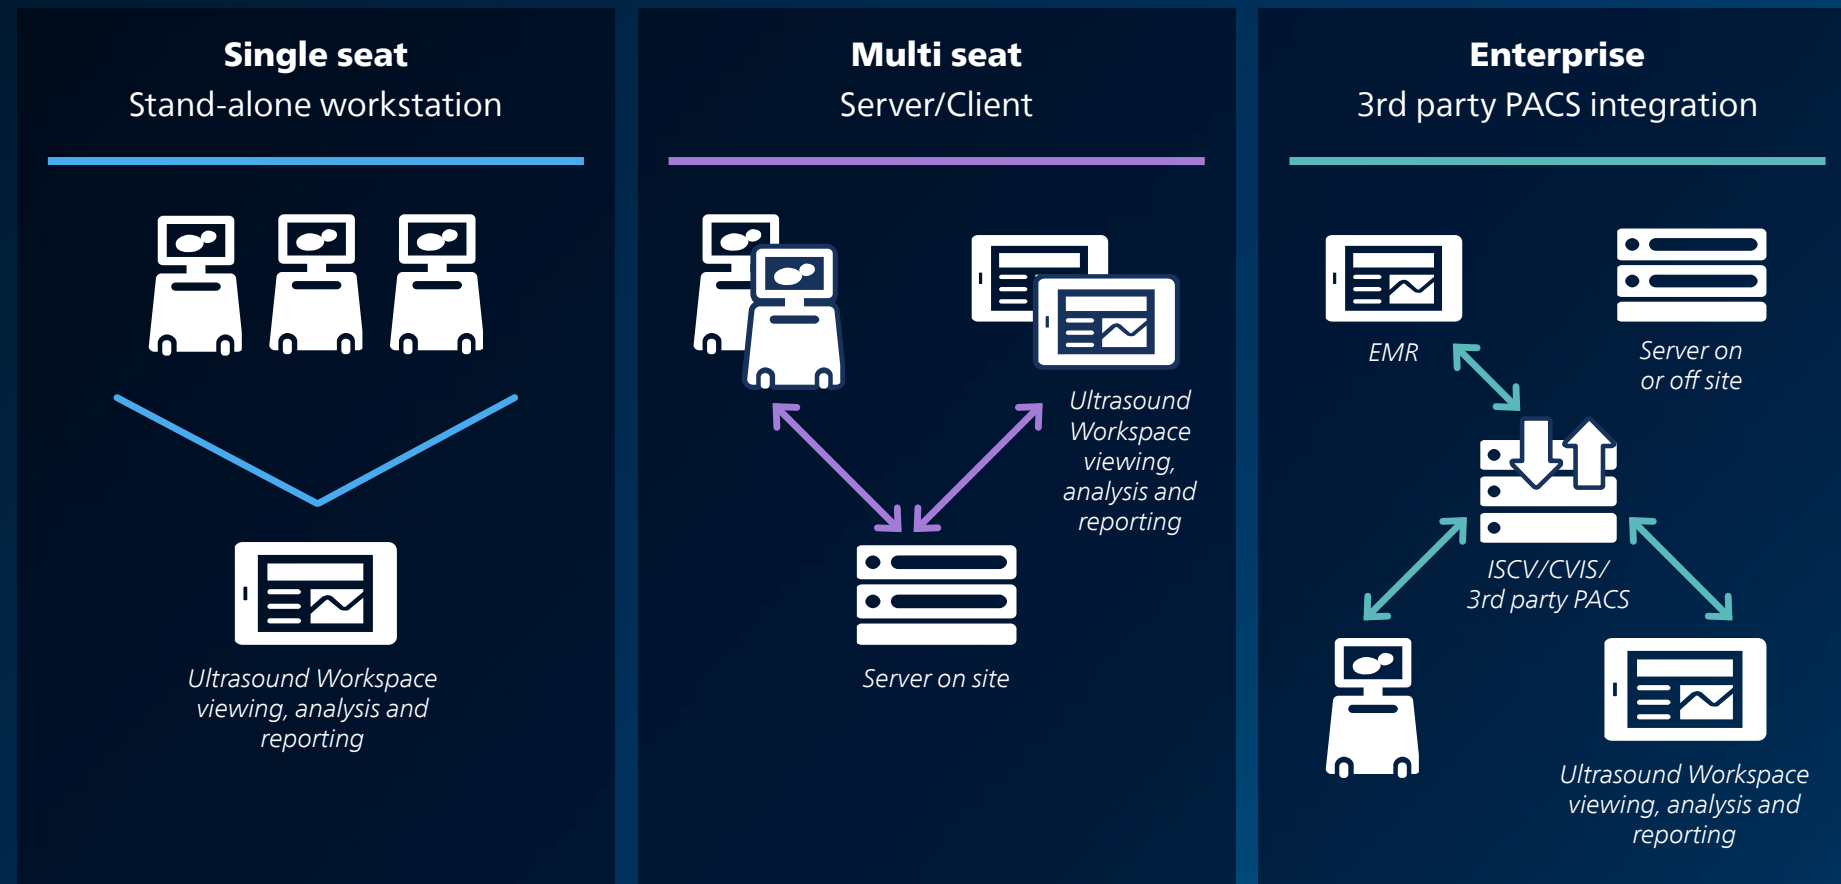 Single seat
Stand-alone workstation
Ultrasound Workspace
viewing, analysis and
reporting
Multi seat
Server/Client
Ultrasound
Workspace
viewing,
analysis and
reporting
Server on site
Enterprise
3rd party PACS integration
EMR
Server on
or off site
ISCV/CVIS/
3rd party PACS
Ultrasound Workspace
viewing, analysis and
reporting